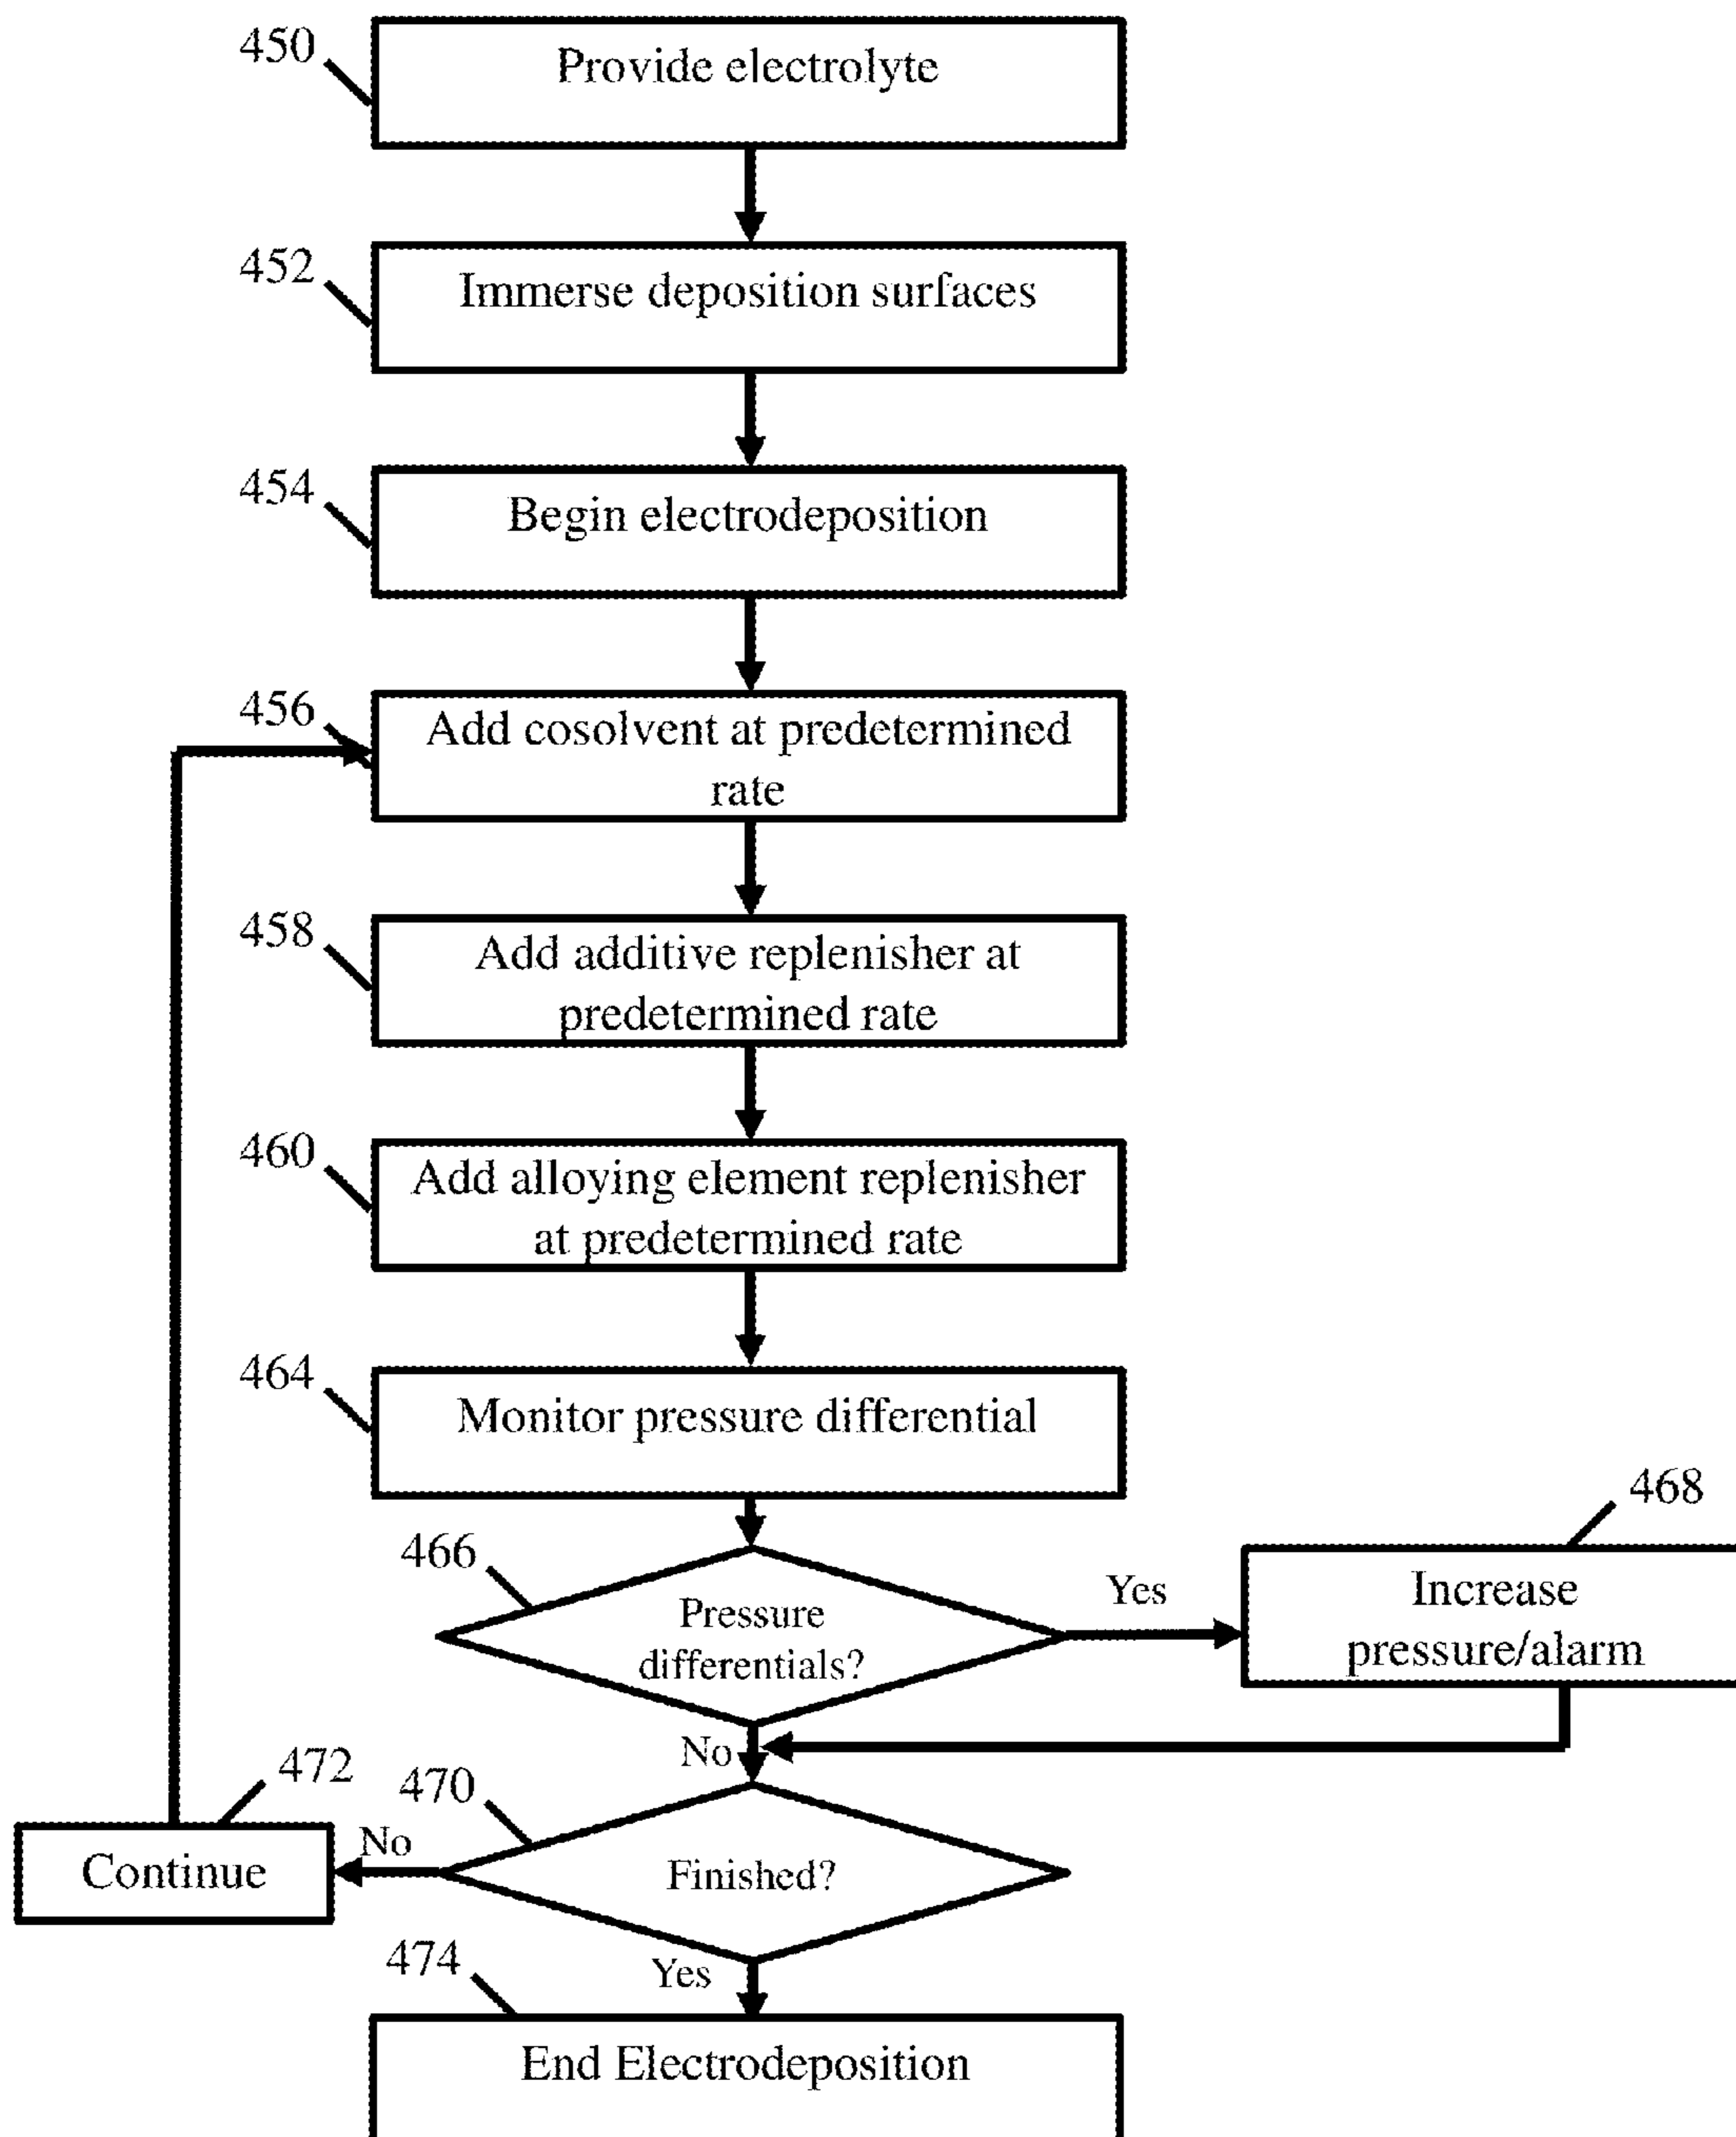 450
Provide electrolyte
452
Immerse deposition surfaces
454
Begin electrodeposition
456
Add cosolvent at predetermined
rate
458
Add additive replenisher at
predetermined rate
460
Add alloying element replenisher
at predetermined rate
464
Monitor pressure differential
466
Pressure
differentials?
Yes
468
Increase
pressure/alarm
No
470
Finished?
No
472
Continue
Yes
474
End Electrodeposition